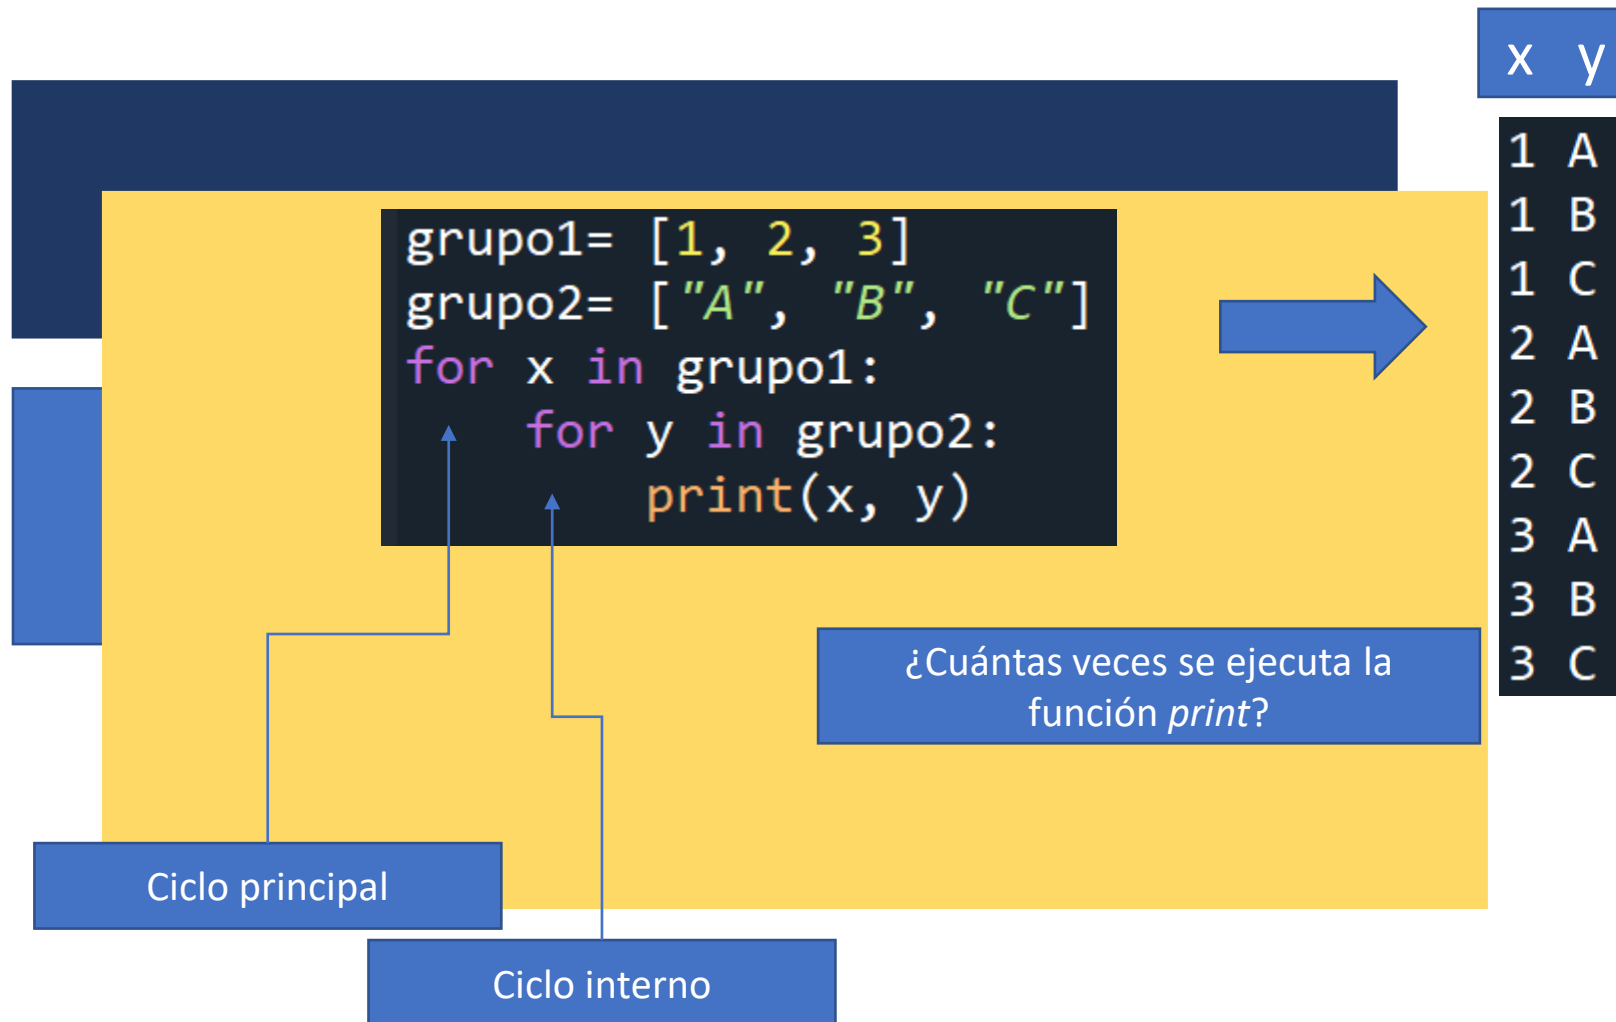 x y
grupo1= [1, 2, 3]
grupo2= ["A", "B", "C"]
for x in grupo1:
    for y in grupo2:
        print(x, y)
1 A
1 B
1 C
2 A
2 B
2 C
3 A
3 B
3 C
¿Cuántas veces se ejecuta la
función print?
Ciclo principal
Ciclo interno